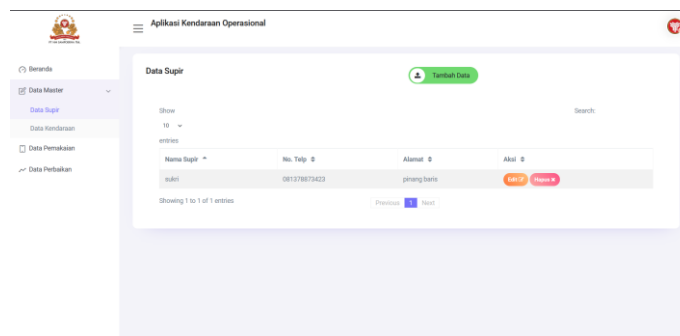 Aplikasi Kendaraan Operasional
Beranda
Data Master
Data Supir
Data Kendaraan
Data Pemakaian
Data Perbaikan
Data Supir
Tambah Data
Show
10
entries
Search:
Nama Supir No. Telp Alamat Aksi
sukri 081378873423 pinang baris Edit Hapus
Showing 1 to 1 of 1 entries
Previous 1 Next